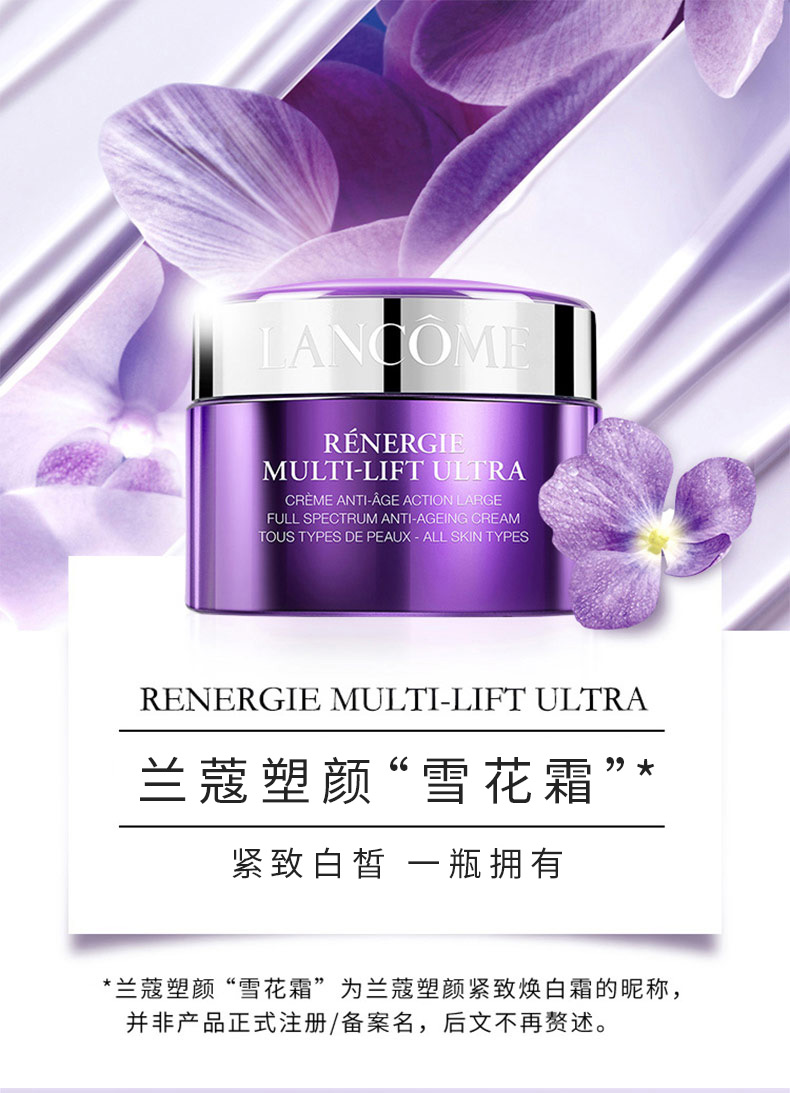 LANCÔME
RÉNERGIE
MULTI-LIFT ULTRA
CRÈME ANTI-ÂGE ACTION LARGE
FULL SPECTRUM ANTI-AGEING CREAM
TOUS TYPES DE PEAUX - ALL SKIN TYPES
RENERGIE MULTI-LIFT ULTRA
兰蔻塑颜“雪花霜”*
紧致白皙 一瓶拥有
*兰蔻塑颜“雪花霜”为兰蔻塑颜紧致焕白霜的昵称，
并非产品正式注册/备案名，后文不再赘述。